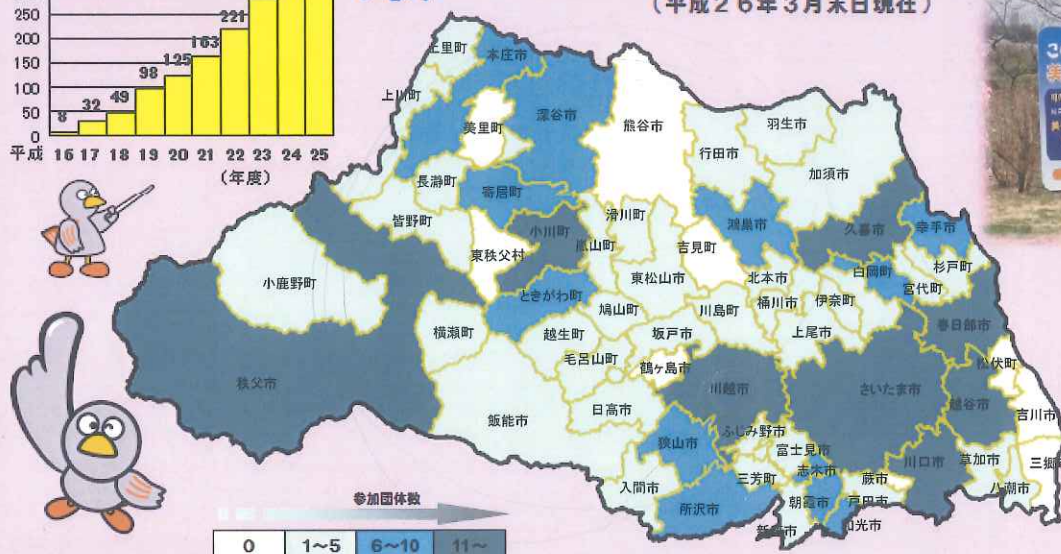 (平成26年3月末日現在)
250
200
150
100
50
0
8
32
49
98
125
163
221
平成 16 17 18 19 20 21 22 23 24 25
(年度)
上里町
本庄市
上川町
美里町
深谷市
熊谷市
羽生市
行田市
加須市
長瀞町
寄居町
皆野町
小川町
滑川町
嵐山町
吉見町
鴻巣市
久喜市
幸手市
東秩父村
東松山市
北本市
白岡町
杉戸町
宮代町
小鹿野町
ときがわ町
鳩山町
川島町
桶川市
伊奈町
横瀬町
越生町
坂戸市
上尾市
春日部市
毛呂山町
鶴ヶ島市
松伏町
秩父市
川越市
さいたま市
越谷市
飯能市
日高市
吉川市
狭山市
ふじみ野市
富士見市
川口市
草加市
三郷
入間市
三芳町
志木市
蕨市
八潮市
所沢市
朝霞市
戸田市
和光市
参加団体数
0 1~5 6~10 11~